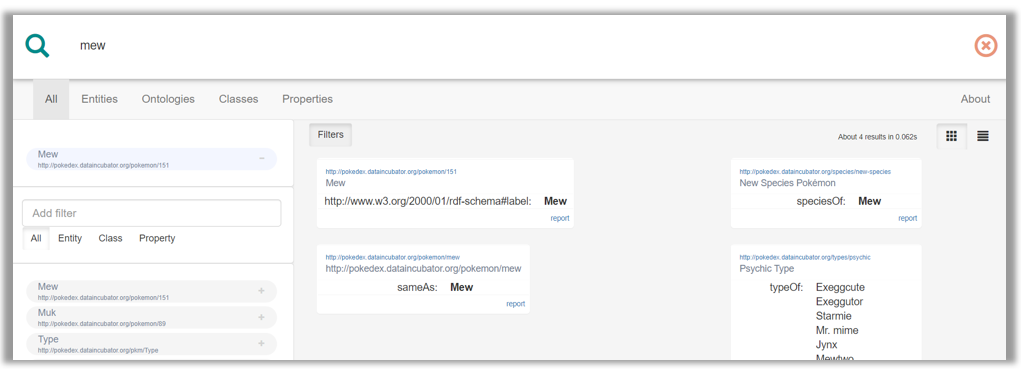 mew
All Entities Ontologies Classes Properties About
Mew
http://pokedex.dataincubator.org/pokemon/151
Add filter
All Entity Class Property
Mew
http://pokedex.dataincubator.org/pokemon/151
Muk
http://pokedex.dataincubator.org/pokemon/89
Type
http://pokedex.dataincubator.org/pkm/Type
Filters
About 4 results in 0.062s
http://pokedex.dataincubator.org/pokemon/151
Mew
http://www.w3.org/2000/01/rdf-schema#label: Mew
report
http://pokedex.dataincubator.org/species/new-species
New Species Pokémon
speciesOf: Mew
report
http://pokedex.dataincubator.org/pokemon/mew
http://pokedex.dataincubator.org/pokemon/mew
sameAs: Mew
report
http://pokedex.dataincubator.org/types/psychic
Psychic Type
typeOf: Exeggcute
Exeggutor
Starmie
Mr. mime
Jynx
Mewtwo